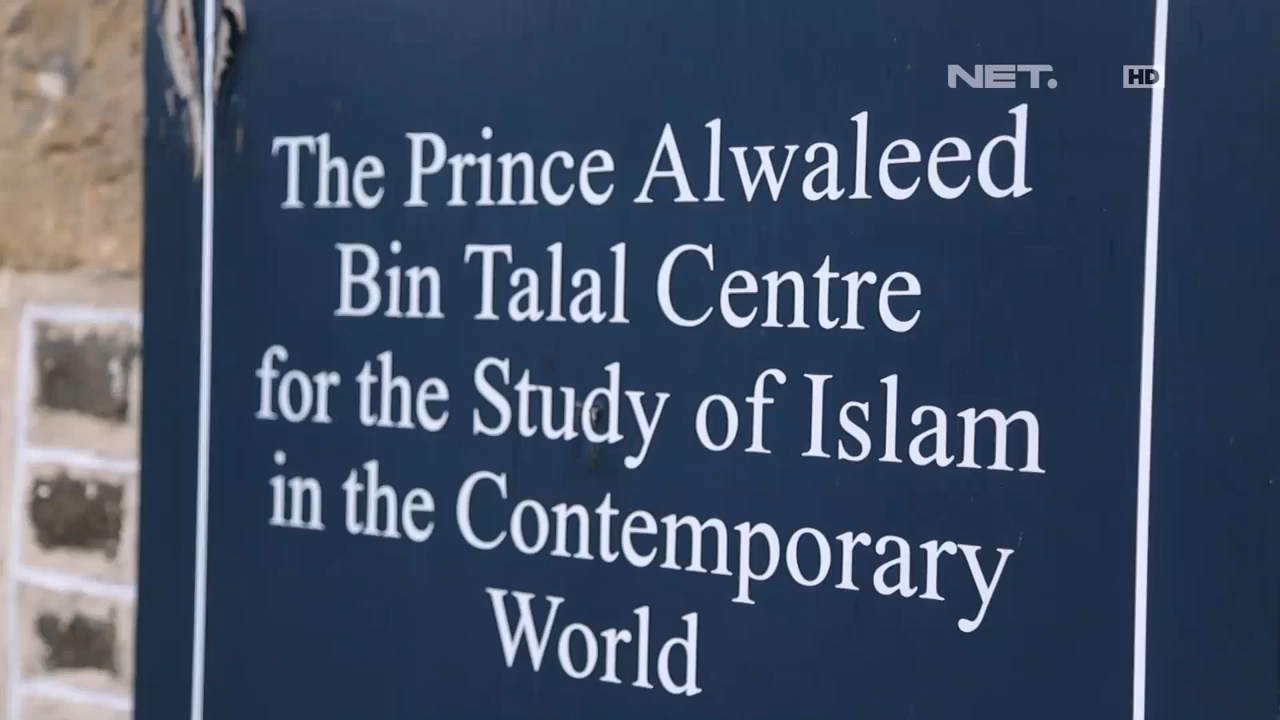 NET. HD
The Prince Alwaleed
Bin Talal Centre
for the Study of Islam
in the Contemporary
World